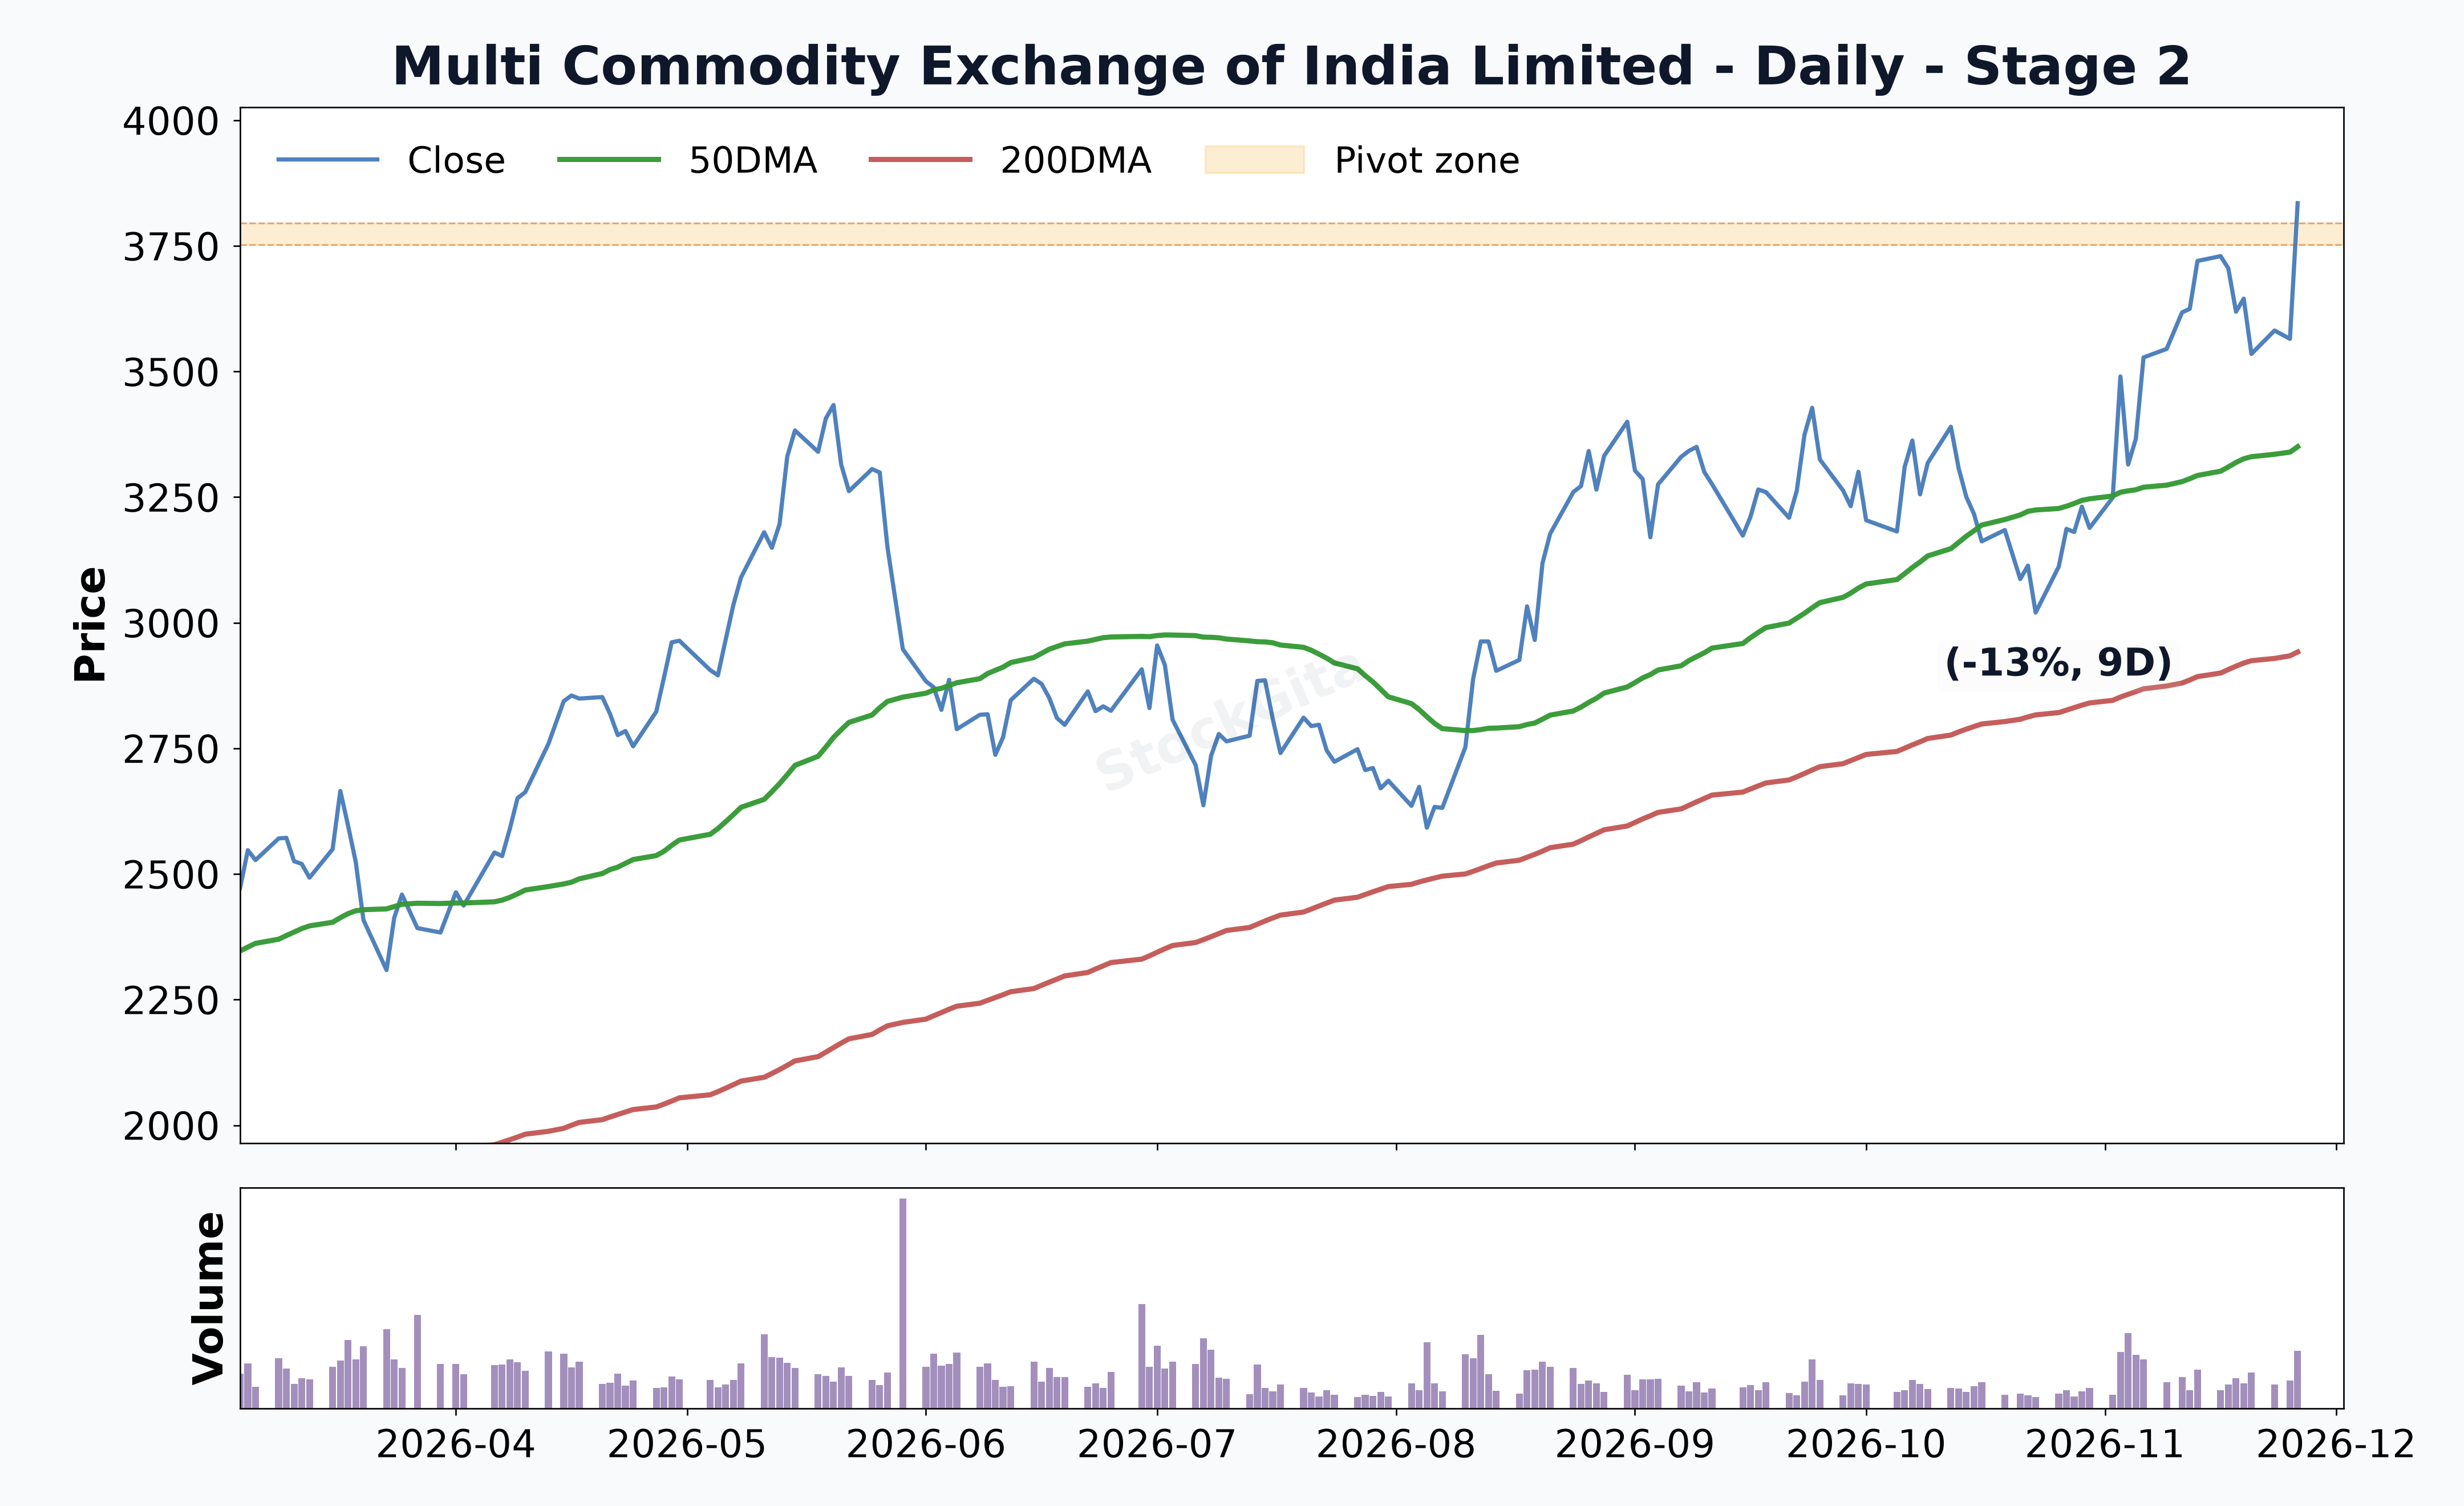 Multi Commodity Exchange of India Limited - Daily - Stage 2
Close 50DMA 200DMA Pivot zone
Price
4000
3750
3500
3250
3000
2750
2500
2250
2000
(-13%, 9D)
StockGita
Volume
2026-04 2026-05 2026-06 2026-07 2026-08 2026-09 2026-10 2026-11 2026-12